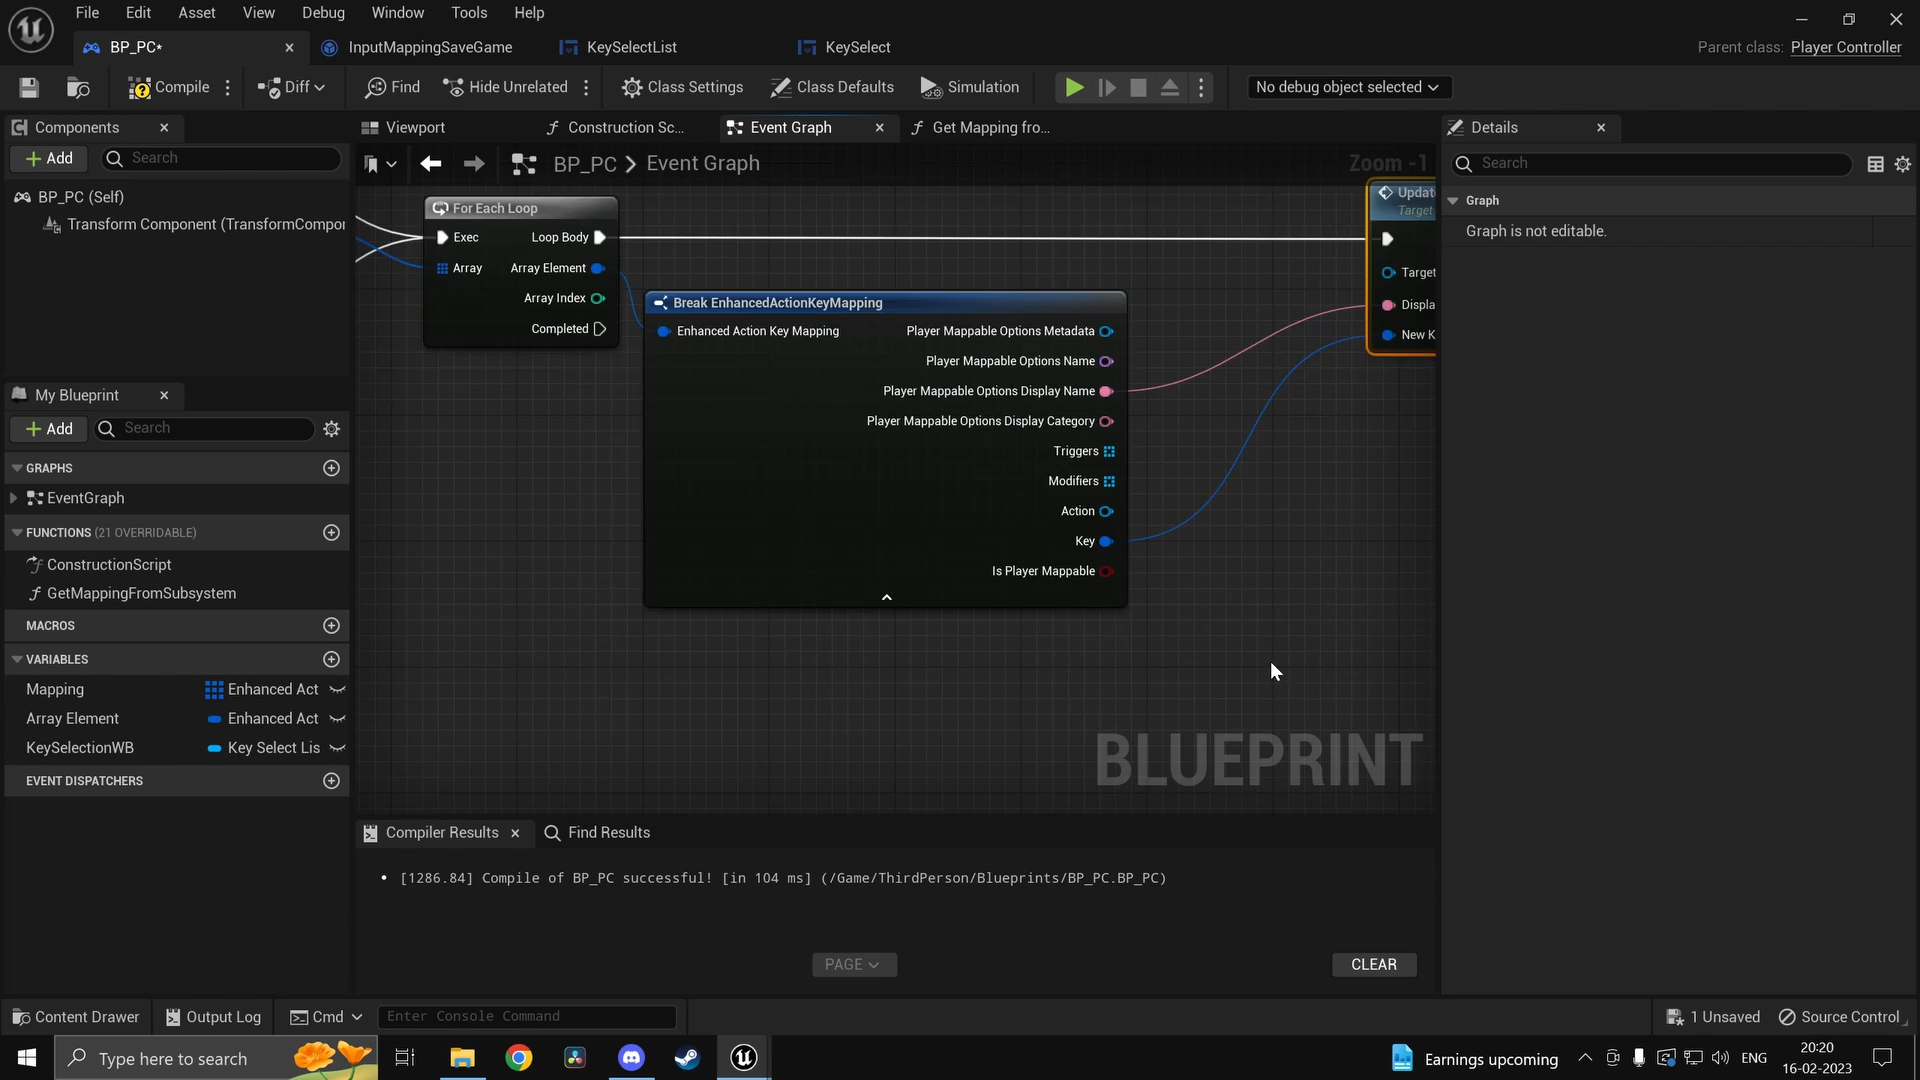 File Edit Asset View Debug Window Tools Help
BP_PC* InputMappingSaveGame KeySelectList KeySelect
Parent class: Player Controller
Compile Diff Find Hide Unrelated Class Settings Class Defaults Simulation No debug object selected
Components Viewport Construction Sc... Event Graph Get Mapping fro... Details
Add Search
BP_PC > Event Graph
Zoom -1
Search
BP_PC (Self)
Transform Component (TransformCompor
Graph
Graph is not editable.
For Each Loop
Exec Loop Body
Array Array Element
Array Index
Completed
Break EnhancedActionKeyMapping
Enhanced Action Key Mapping Player Mappable Options Metadata
Player Mappable Options Name
Player Mappable Options Display Name
Player Mappable Options Display Category
Triggers
Modifiers
Action
Key
Is Player Mappable
Updat
Target
Target
Displa
New K
BLUEPRINT
My Blueprint
Add Search
GRAPHS
EventGraph
FUNCTIONS (21 OVERRIDABLE)
ConstructionScript
GetMappingFromSubsystem
MACROS
VARIABLES
Mapping Enhanced Act
Array Element Enhanced Act
KeySelectionWB Key Select Lis
EVENT DISPATCHERS
Compiler Results Find Results
• [1286.84] Compile of BP_PC successful! [in 104 ms] (/Game/ThirdPerson/Blueprints/BP_PC.BP_PC)
PAGE CLEAR
Content Drawer Output Log Cmd Enter Console Command 1 Unsaved Source Control
Type here to search Earnings upcoming ENG 20:20
16-02-2023